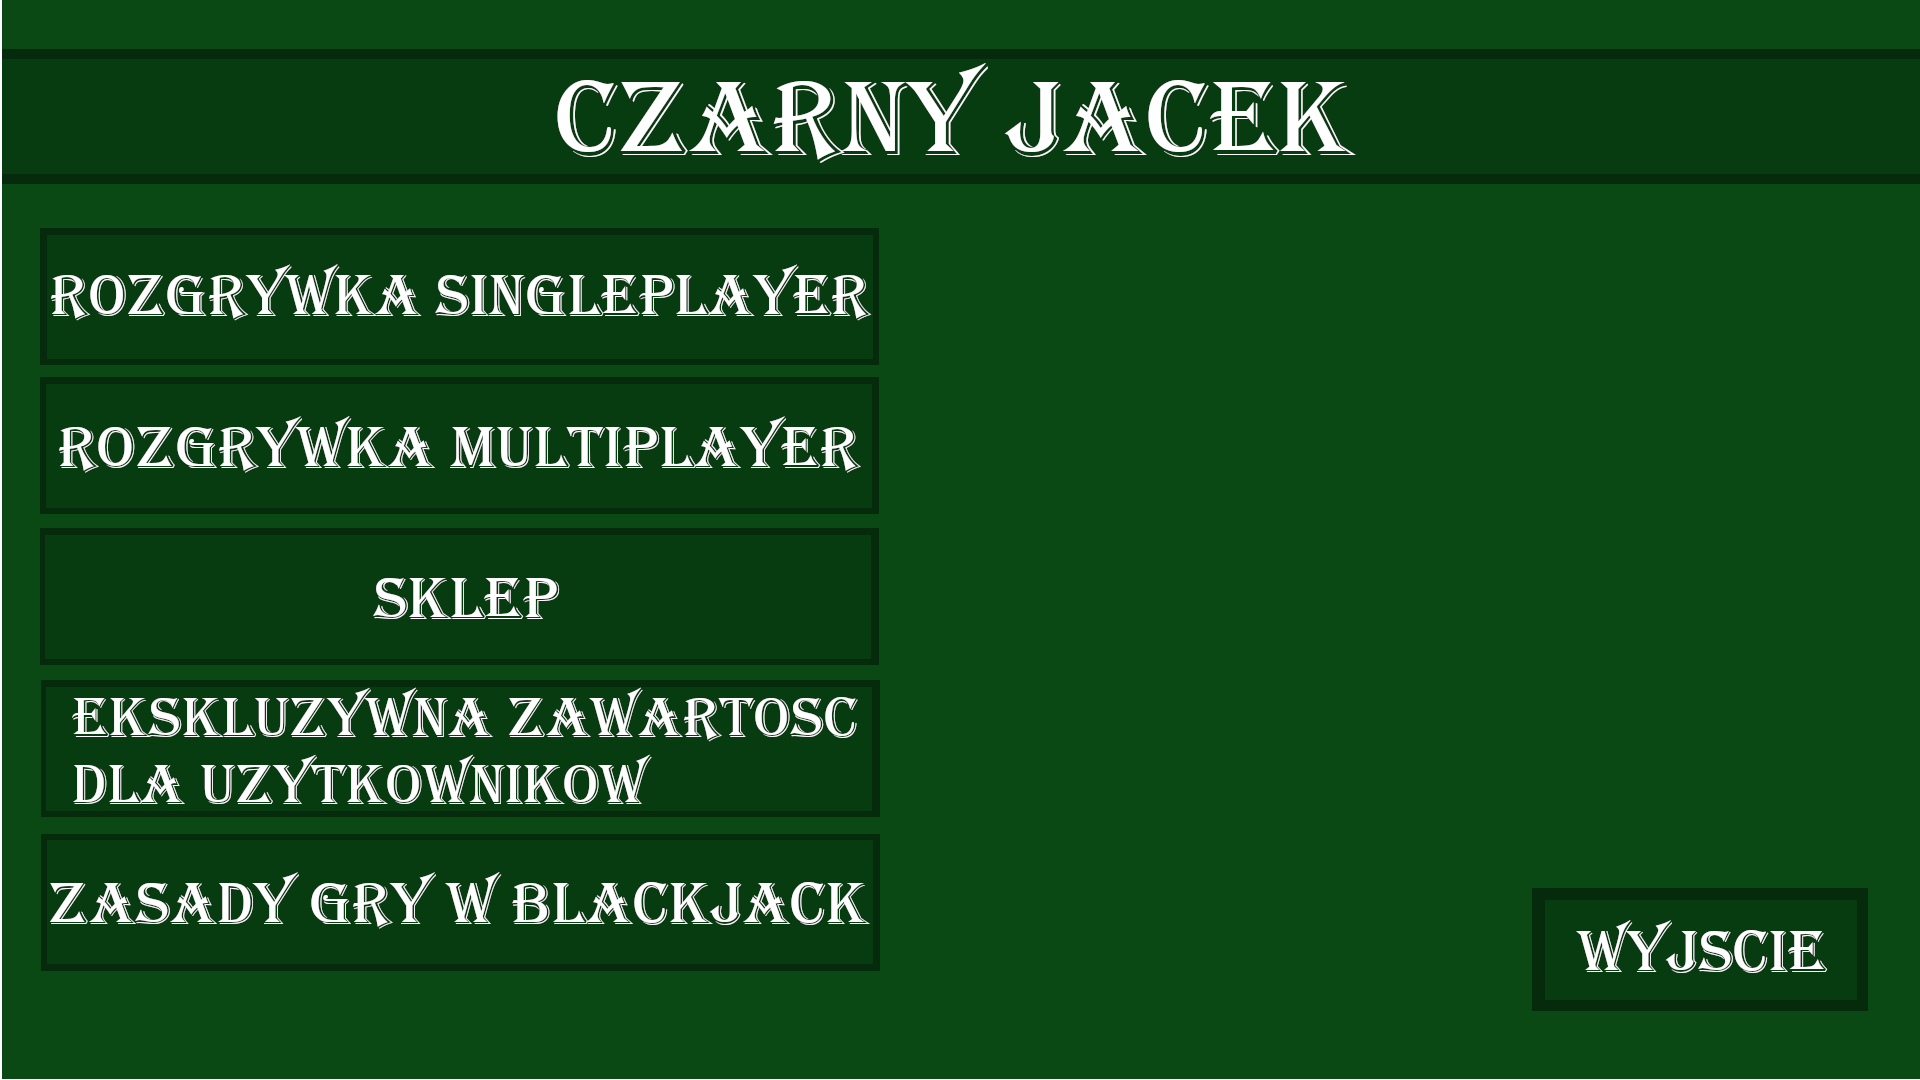 CZARNY JACEK
ROZGRYWKA SINGLEPLAYER
ROZGRYWKA MULTIPLAYER
SKLEP
EKSKLUZYWNA ZAWARTOSC
DLA UZYTKOWNIKOW
ZASADY GRY W BLACKJACK
WYJSCIE